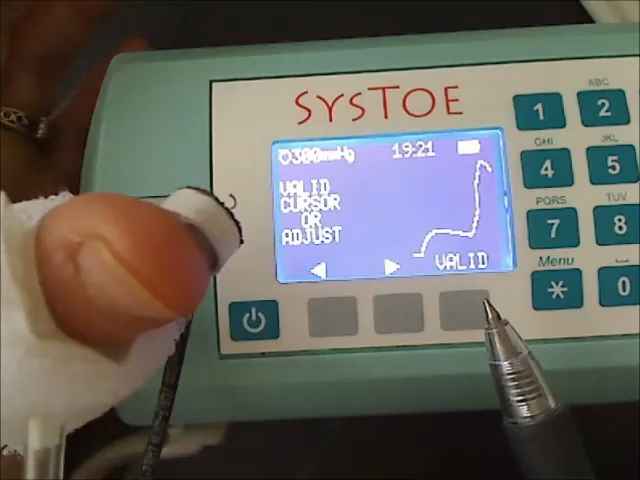 SYSTOE
300mmHg 19:21
VALID
CURSOR
OR
ADJUST
VALID
1
ABC
2
GHI
4
JKL
5
PQRS
7
TUV
8
Menu
*
0